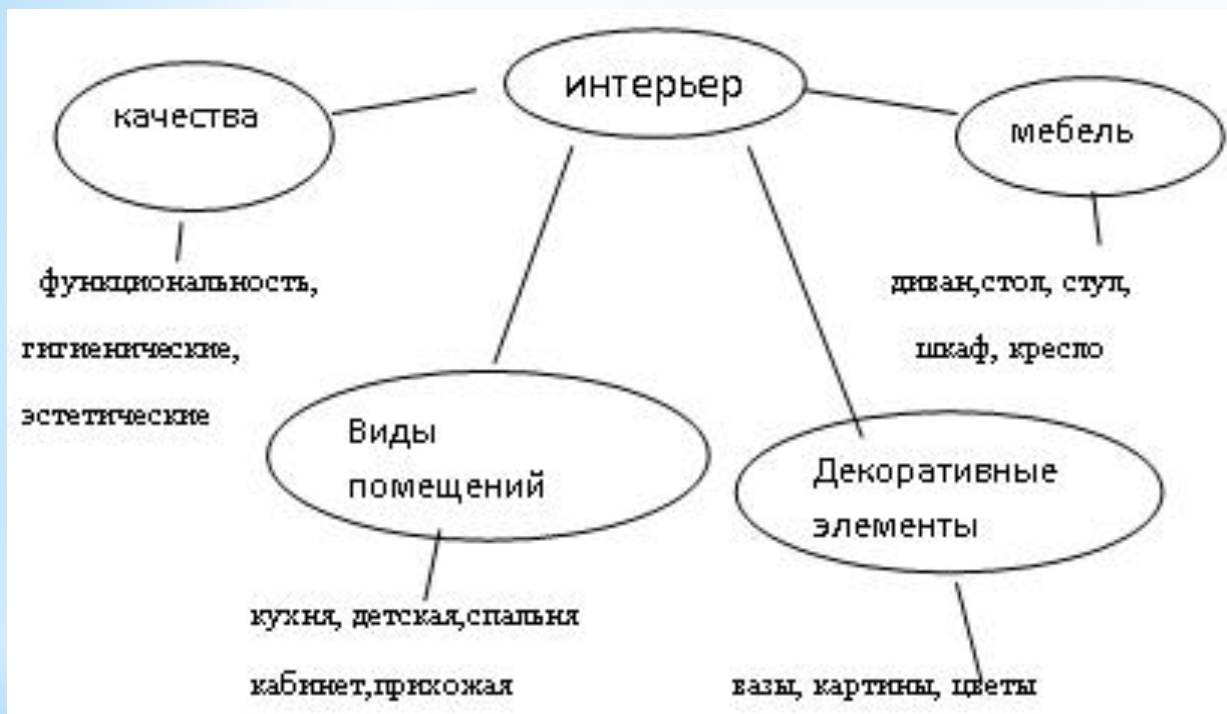 интерьер
качества
функциональность,
гигиенические,
эстетические
Виды
помещений
кухня, детская,спальня
кабинет,прихожая
Декоративные
элементы
вазы, картины, цветы
мебель
диван,стол, стул,
шкаф, кресло